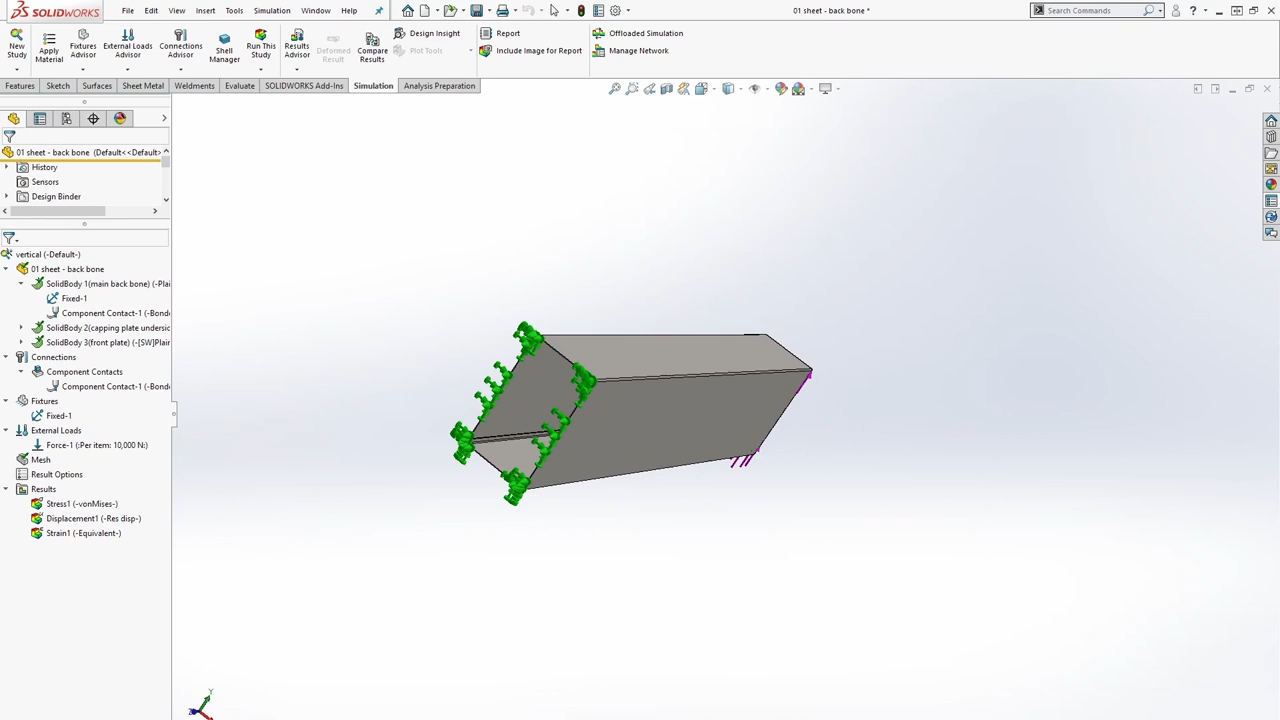 SOLIDWORKS
File Edit View Insert Tools Simulation Window Help
01 sheet - back bone *
Search Commands
New Study
Apply Material
Fixtures Advisor
External Loads Advisor
Connections Advisor
Shell Manager
Run This Study
Results Advisor
Deformed Result
Compare Results
Design Insight
Plot Tools
Report
Include Image for Report
Offloaded Simulation
Manage Network
Features Sketch Surfaces Sheet Metal Weldments Evaluate SOLIDWORKS Add-Ins Simulation Analysis Preparation
01 sheet - back bone (Default<<Default>
History
Sensors
Design Binder
vertical (-Default-)
01 sheet - back bone
SolidBody 1(main back bone) (-Plai
Fixed-1
Component Contact-1 (-Bond
SolidBody 2(capping plate undersic
SolidBody 3(front plate) (-[SW]Plair
Connections
Component Contacts
Component Contact-1 (-Bond
Fixtures
Fixed-1
External Loads
Force-1 (:Per item: 10,000 N:)
Mesh
Result Options
Results
Stress1 (-vonMises-)
Displacement1 (-Res disp-)
Strain1 (-Equivalent-)
Y
Z